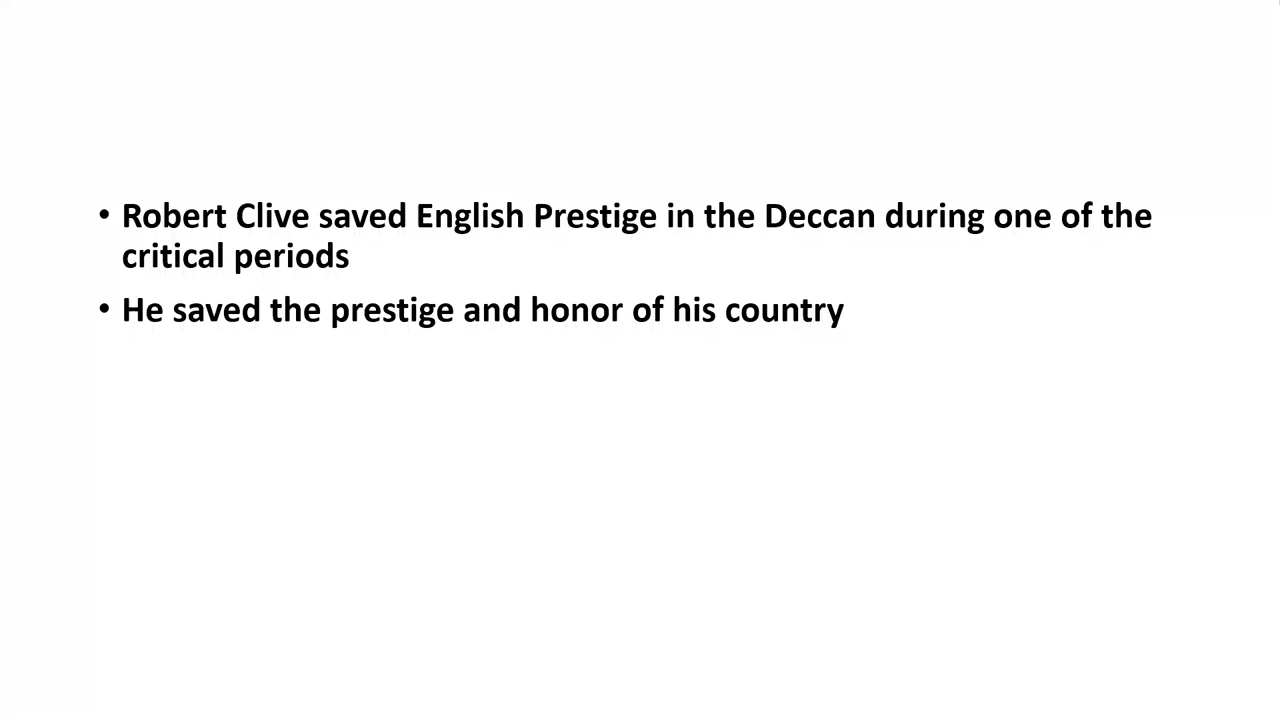 • Robert Clive saved English Prestige in the Deccan during one of the
critical periods
• He saved the prestige and honor of his country